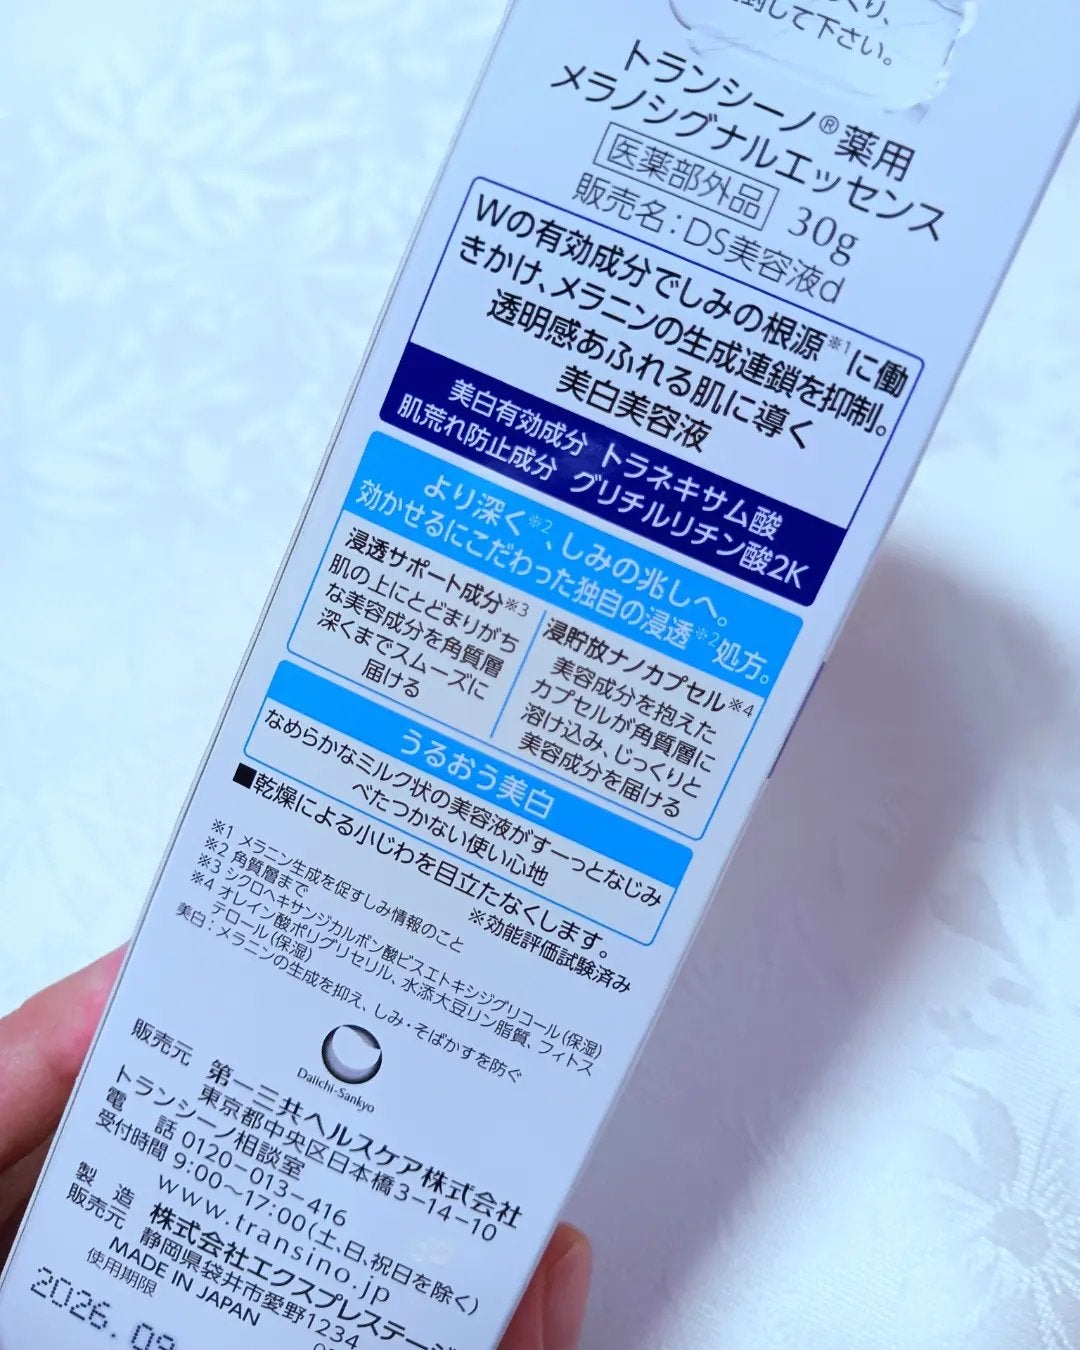 封して下さい。
トランシーノ®薬用
メラノシグナルエッセンス
医薬部外品 30g
販売名：DS美容液d
Wの有効成分でしみの根源※1に働
きかけ、メラニンの生成連鎖を抑制。
透明感あふれる肌に導く
美白美容液
美白有効成分 トラネキサム酸
肌荒れ防止成分 グリチルリチン酸2K
より深く※2、しみの兆しへ。
効かせるにこだわった独自の浸透※2処方。
浸透サポート成分※3
肌の上にとどまりがち
な美容成分を角質層
深くまでスムーズに
届ける
浸貯放ナノカプセル※4
美容成分を抱えた
カプセルが角質層に
溶け込み、じっくりと
美容成分を届ける
うるおう美白
なめらかなミルク状の美容液がすーっとなじみ
べたつかない使い心地
■乾燥による小じわを目立たなくします。
※効能評価試験済み
※1 メラニン生成を促すしみ情報のこと
※2 角質層まで
※3 シクロヘキサンジカルボン酸ビスエトキシジグリコール(保湿)
※4 オレイン酸ポリグリセリル、水添大豆リン脂質、フィトス
テロール(保湿)
美白：メラニンの生成を抑え、しみ・そばかすを防ぐ
Daiichi-Sankyo
販売元 第一三共ヘルスケア株式会社
東京都中央区日本橋3-14-10
トランシーノ相談室
電 話 0120-013-416
受付時間 9:00～17:00(土、日、祝日を除く)
www.transino.jp
製 造
販売元 株式会社エクスプレステージ
静岡県袋井市愛野1234
MADE IN JAPAN
使用期限
2026.09